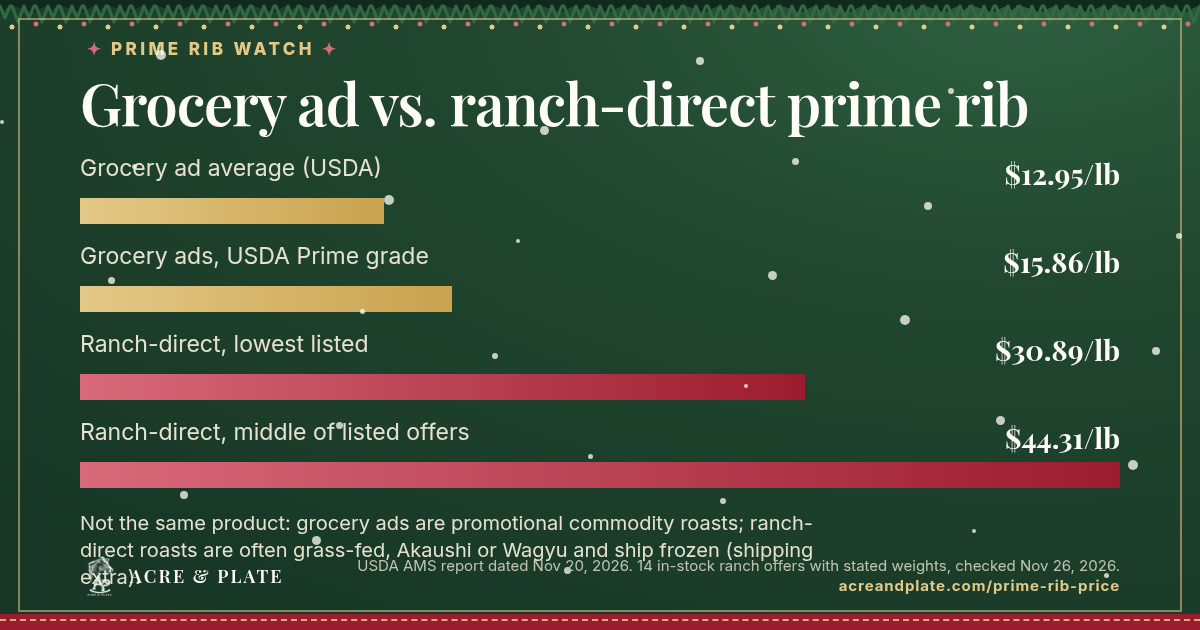 ✦ PRIME RIB WATCH ✦
Grocery ad vs. ranch-direct prime rib
Grocery ad average (USDA)
$12.95/lb
Grocery ads, USDA Prime grade
$15.86/lb
Ranch-direct, lowest listed
$30.89/lb
Ranch-direct, middle of listed offers
$44.31/lb
Not the same product: grocery ads are promotional commodity roasts; ranch-
direct roasts are often grass-fed, Akaushi or Wagyu and ship frozen (shipping
extra).
ACRE & PLATE
USDA AMS report dated Nov 20, 2026. 14 in-stock ranch offers with stated weights, checked Nov 26, 2026.
acreandplate.com/prime-rib-price